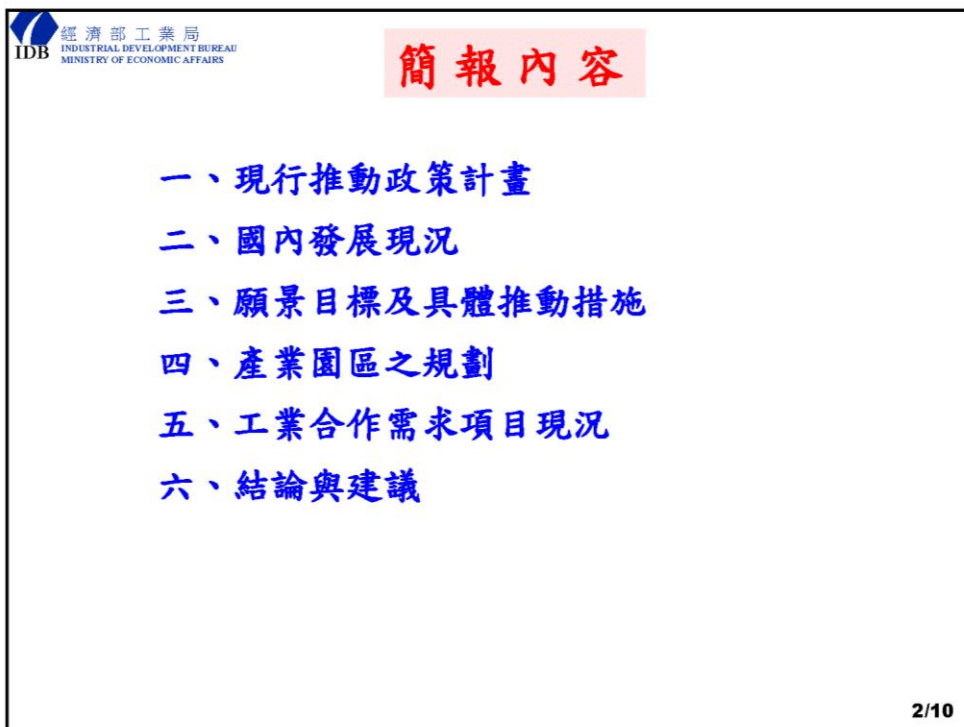 經濟部工業局
IDB INDUSTRIAL DEVELOPMENT BUREAU
MINISTRY OF ECONOMIC AFFAIRS
簡報內容
一、現行推動政策計畫
二、國內發展現況
三、願景目標及具體推動措施
四、產業園區之規劃
五、工業合作需求項目現況
六、結論與建議
2/10